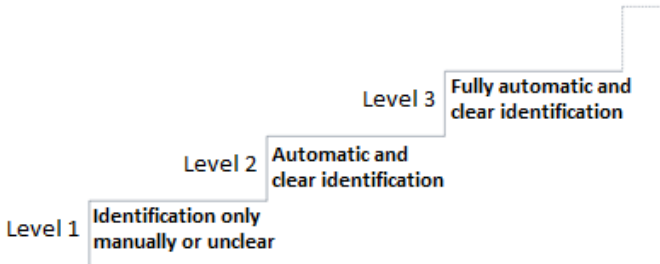 Level 3
Fully automatic and
clear identification
Level 2
Automatic and
clear identification
Level 1
Identification only
manually or unclear